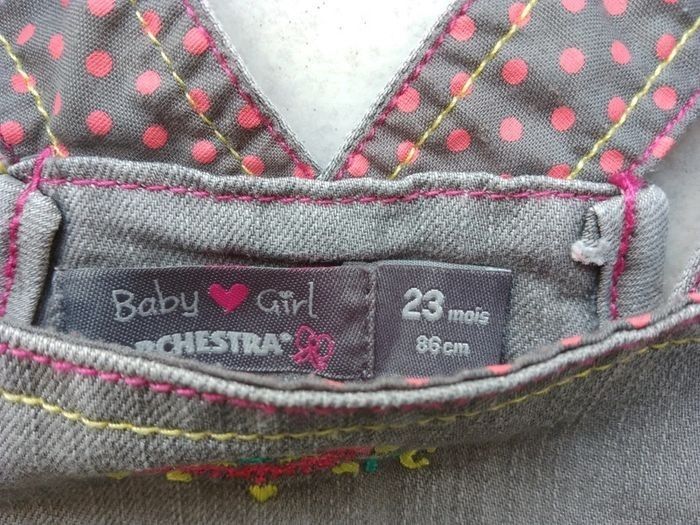 Baby Girl
RCHESTRA®
23 mois
86 cm